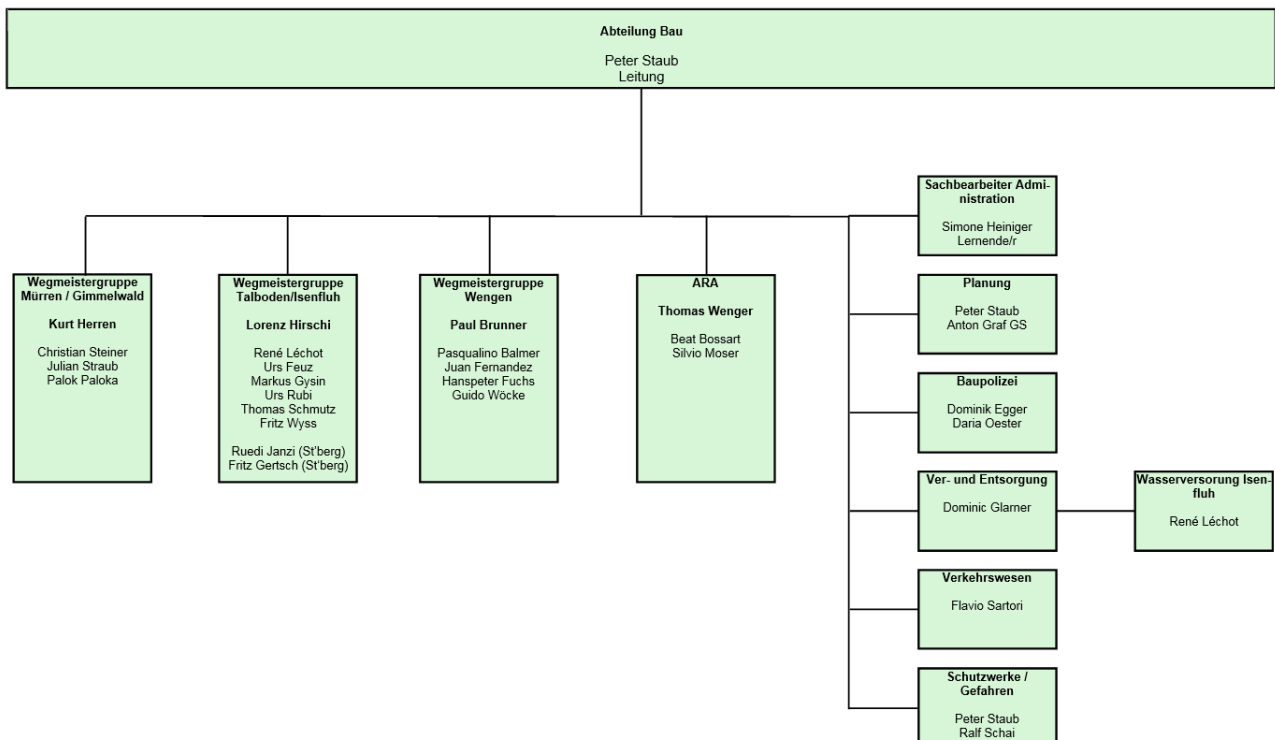 Abteilung Bau
Peter Staub
Leitung
Sachbearbeiter Admi-
nistration
Simone Heiniger
Lernende/r
Wegmeistergruppe
Mürren / Gimmelwald
Kurt Herren
Christian Steiner
Julian Straub
Palok Paloka
Wegmeistergruppe
Talboden/Isenfluh
Lorenz Hirschi
René Léchot
Urs Feuz
Markus Gysin
Urs Rubi
Thomas Schmutz
Fritz Wyss
Ruedi Janzi (St'berg)
Fritz Gertsch (St'berg)
Wegmeistergruppe
Wengen
Paul Brunner
Pasqualino Balmer
Juan Fernandez
Hanspeter Fuchs
Guido Wöcke
ARA
Thomas Wenger
Beat Bossart
Silvio Moser
Planung
Peter Staub
Anton Graf GS
Baupolizei
Dominik Egger
Daria Oester
Ver- und Entsorgung
Dominic Glarner
Wasserversorung Isen-
fluh
René Léchot
Verkehrswesen
Flavio Sartori
Schutzwerke /
Gefahren
Peter Staub
Ralf Schai